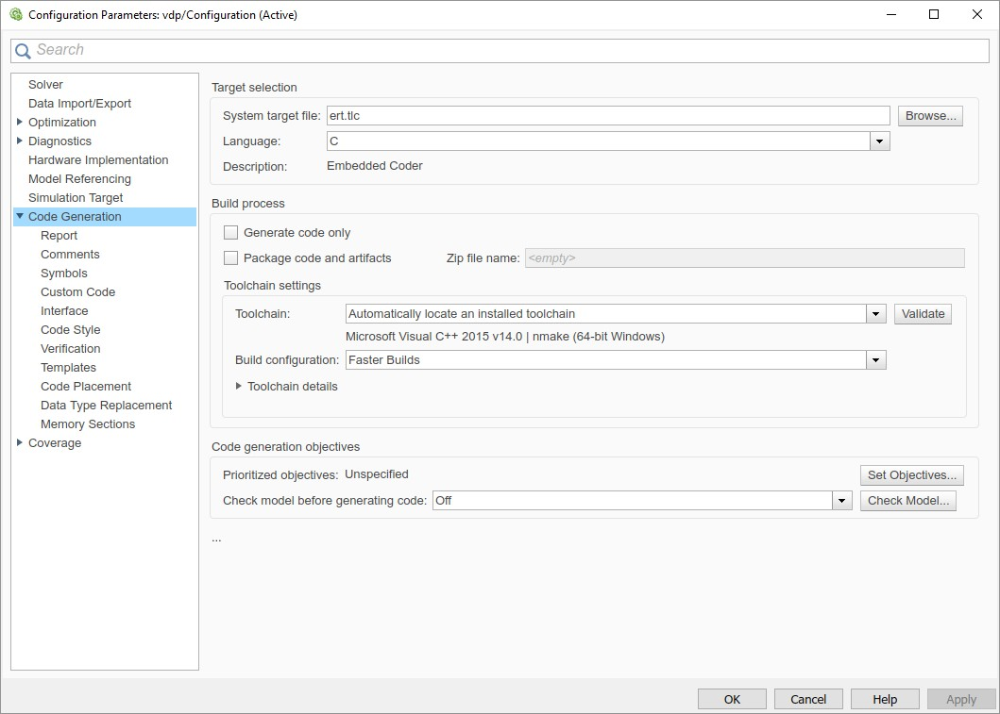 Configuration Parameters: vdp/Configuration (Active)
Search
Solver
Data Import/Export
Optimization
Diagnostics
Hardware Implementation
Model Referencing
Simulation Target
Code Generation
Report
Comments
Symbols
Custom Code
Interface
Code Style
Verification
Templates
Code Placement
Data Type Replacement
Memory Sections
Coverage
Target selection
System target file: ert.tlc Browse...
Language: C
Description: Embedded Coder
Build process
Generate code only
Package code and artifacts Zip file name: <empty>
Toolchain settings
Toolchain: Automatically locate an installed toolchain Validate
Microsoft Visual C++ 2015 v14.0 | nmake (64-bit Windows)
Build configuration: Faster Builds
Toolchain details
Code generation objectives
Prioritized objectives: Unspecified Set Objectives...
Check model before generating code: Off Check Model...
...
OK Cancel Help Apply